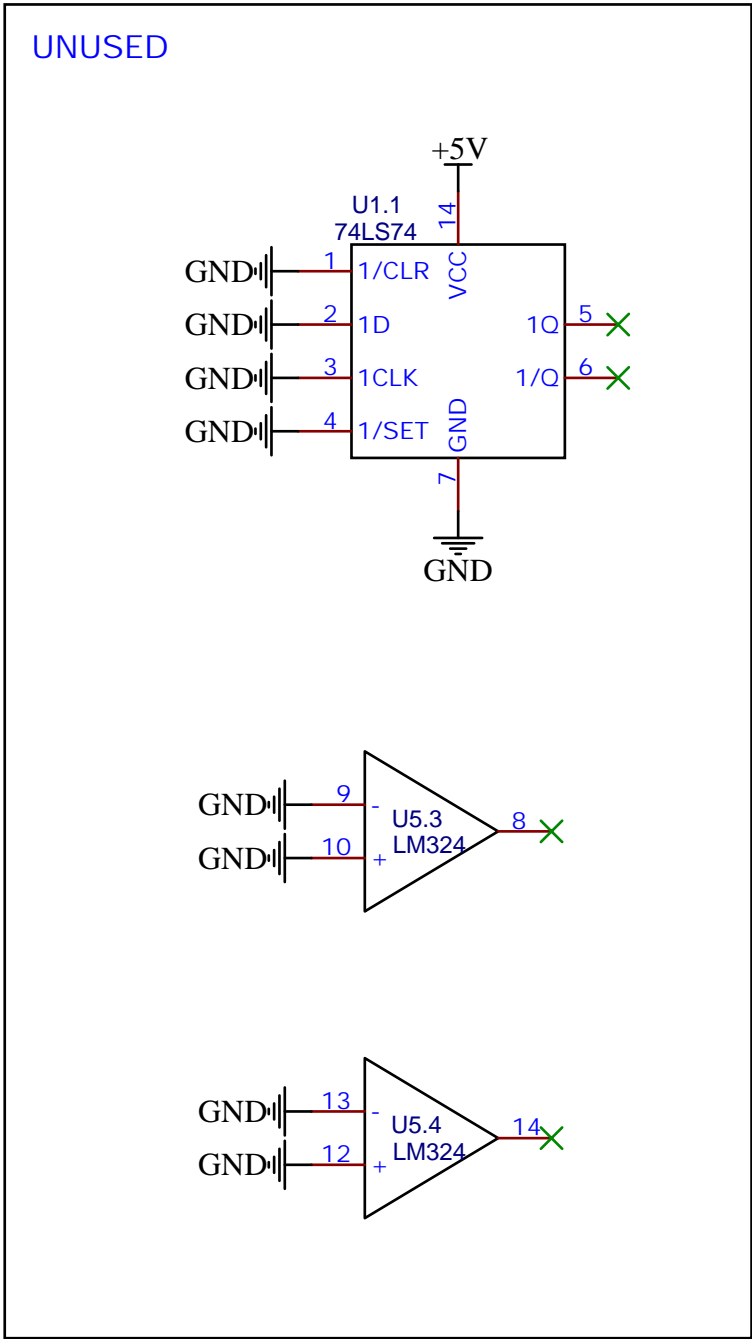 UNUSED
+5V
U1.1
74LS74
14
VCC
GND 1 1/CLR
GND 2 1D 1Q 5
GND 3 1CLK 1/Q 6
GND 4 1/SET GND
7
GND
GND 9 - U5.3 8
GND 10 + LM324
GND 13 - U5.4 14
GND 12 + LM324